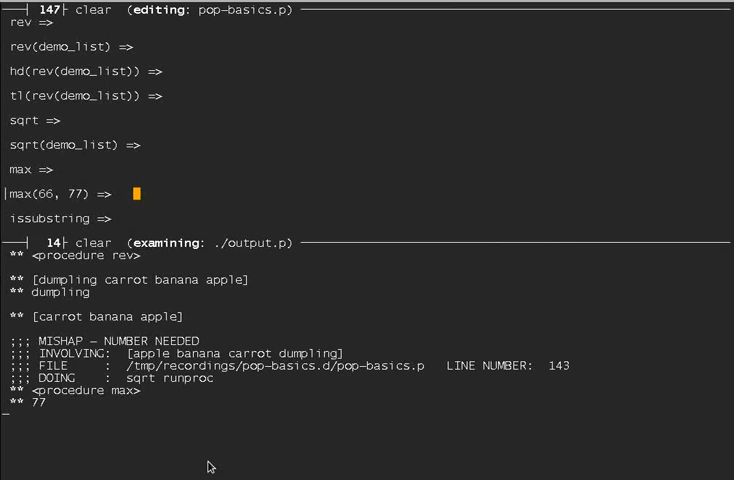 147 clear (editing: pop-basics.p)
rev =>
rev(demo_list) =>
hd(rev(demo_list)) =>
tl(rev(demo_list)) =>
sqrt =>
sqrt(demo_list) =>
max =>
max(66, 77) =>
issubstring =>
14 clear (examining: ./output.p)
** <procedure rev>
** [dumpling carrot banana apple]
** dumpling
** [carrot banana apple]
;;; MISHAP - NUMBER NEEDED
;;; INVOLVING: [apple banana carrot dumpling]
;;; FILE : /tmp/recordings/pop-basics.d/pop-basics.p LINE NUMBER: 143
;;; DOING : sqrt runproc
** <procedure max>
** 77